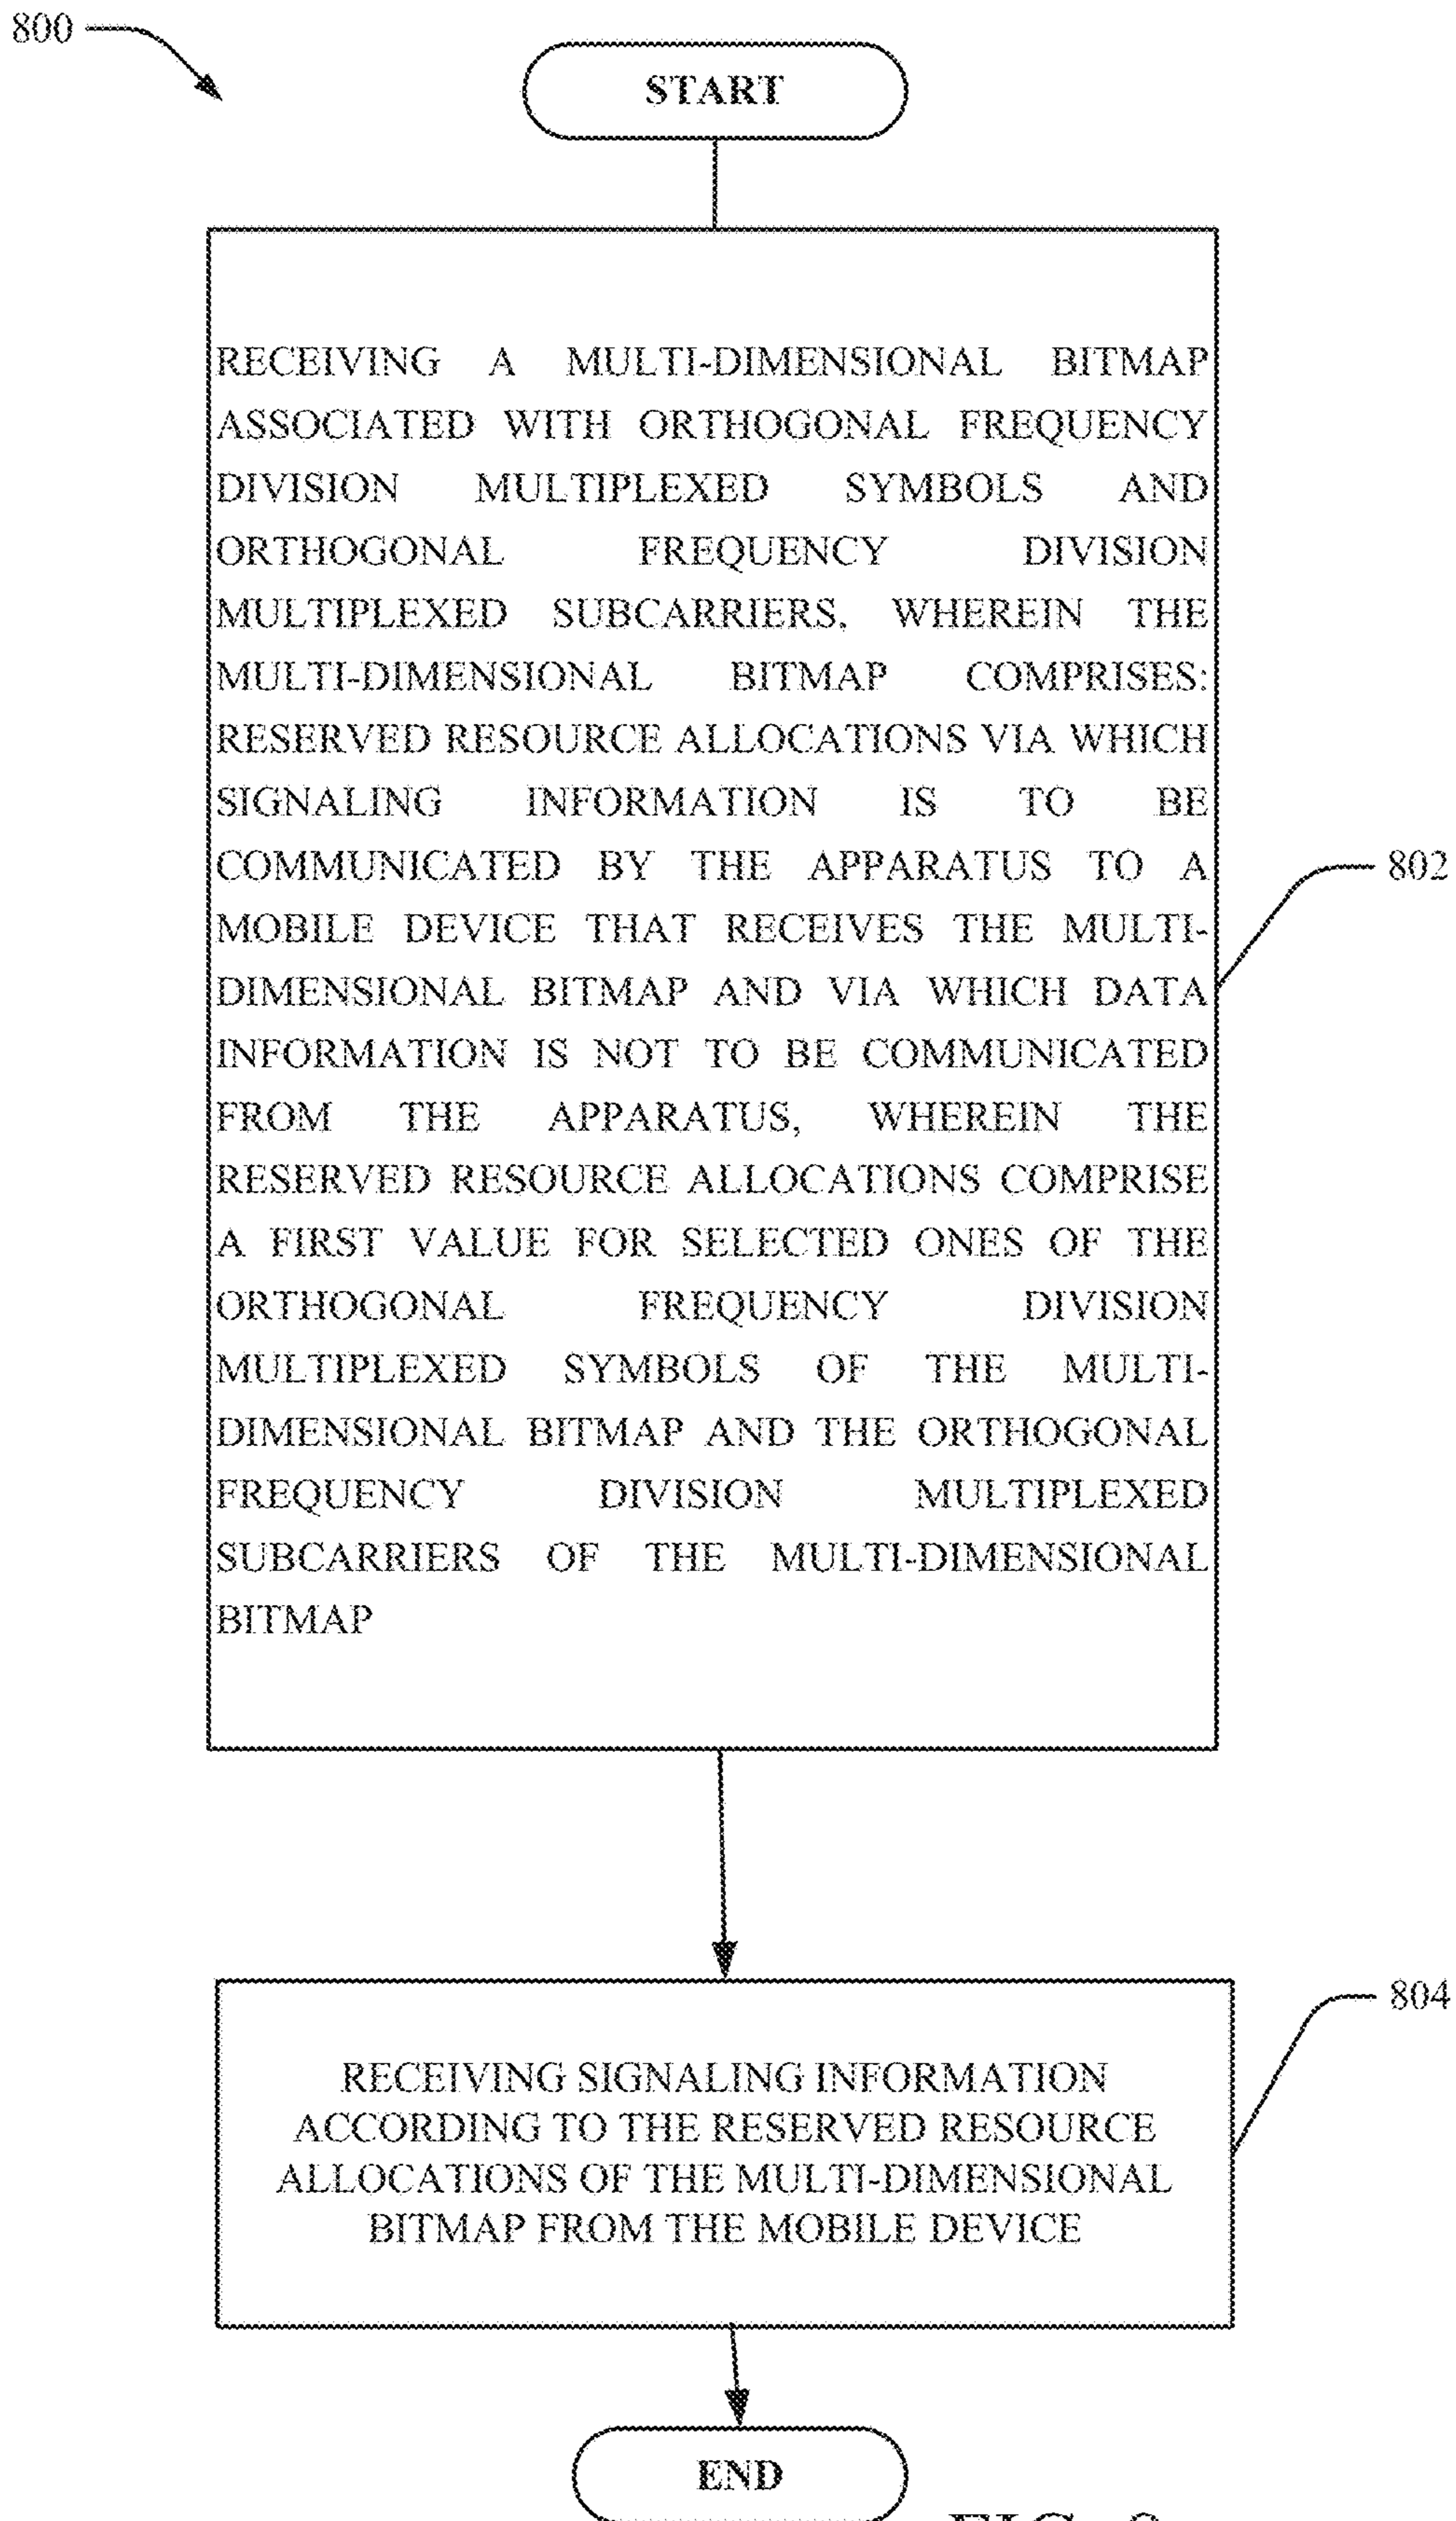 800
START
RECEIVING A MULTI-DIMENSIONAL BITMAP
ASSOCIATED WITH ORTHOGONAL FREQUENCY
DIVISION MULTIPLEXED SYMBOLS AND
ORTHOGONAL FREQUENCY DIVISION
MULTIPLEXED SUBCARRIERS, WHEREIN THE
MULTI-DIMENSIONAL BITMAP COMPRISES:
RESERVED RESOURCE ALLOCATIONS VIA WHICH
SIGNALING INFORMATION IS TO BE
COMMUNICATED BY THE APPARATUS TO A
MOBILE DEVICE THAT RECEIVES THE MULTI-
DIMENSIONAL BITMAP AND VIA WHICH DATA
INFORMATION IS NOT TO BE COMMUNICATED
FROM THE APPARATUS, WHEREIN THE
RESERVED RESOURCE ALLOCATIONS COMPRISE
A FIRST VALUE FOR SELECTED ONES OF THE
ORTHOGONAL FREQUENCY DIVISION
MULTIPLEXED SYMBOLS OF THE MULTI-
DIMENSIONAL BITMAP AND THE ORTHOGONAL
FREQUENCY DIVISION MULTIPLEXED
SUBCARRIERS OF THE MULTI-DIMENSIONAL
BITMAP
802
RECEIVING SIGNALING INFORMATION
ACCORDING TO THE RESERVED RESOURCE
ALLOCATIONS OF THE MULTI-DIMENSIONAL
BITMAP FROM THE MOBILE DEVICE
804
END